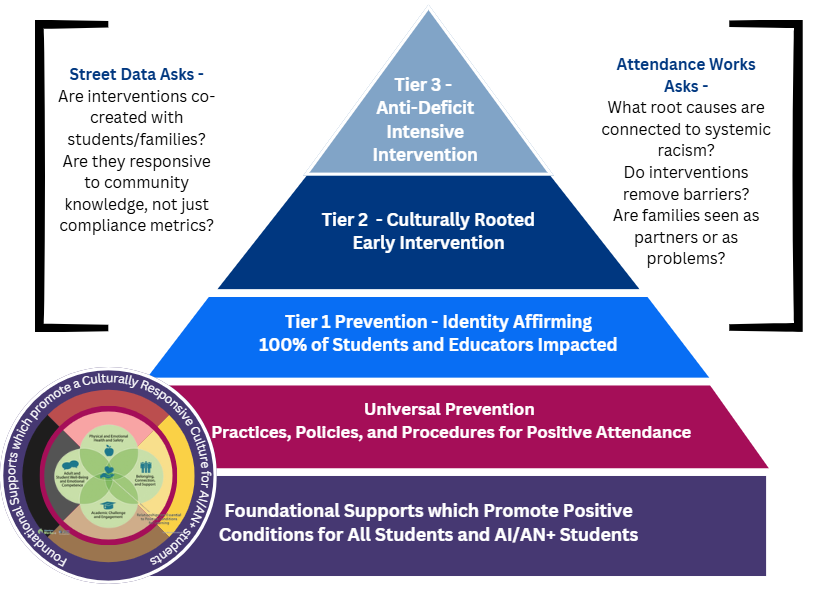 Street Data Asks -
Are interventions co-
created with
students/families?
Are they responsive
to community
knowledge, not just
compliance metrics?
Attendance Works
Asks -
What root causes are
connected to systemic
racism?
Do interventions
remove barriers?
Are families seen as
partners or as
problems?
Tier 3 -
Anti-Deficit
Intensive
Intervention
Tier 2 - Culturally Rooted
Early Intervention
Tier 1 Prevention - Identity Affirming
100% of Students and Educators Impacted
Universal Prevention
Practices, Policies, and Procedures for Positive Attendance
Foundational Supports which Promote Positive
Conditions for All Students and AI/AN+ Students
Foundational Supports which promote a Culturally Responsive Culture for AI/AN+ students
Physical and Emotional
Health and Safety
Adult and
Student Well-Being
and Emotional
Competence
Belonging,
Connection,
and Support
Academic Challenge
and Engagement